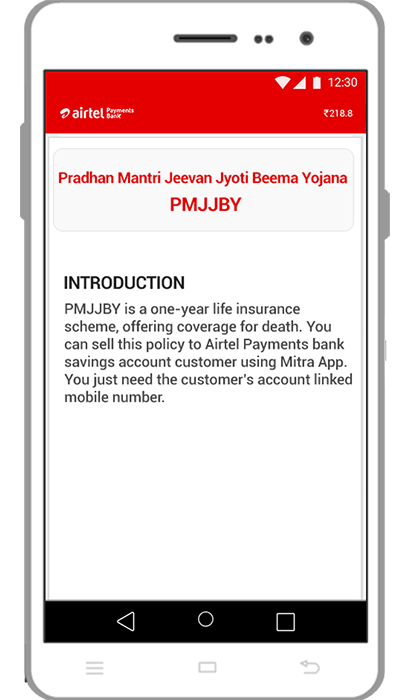 12:30
airtel Payments Bank
₹218.8
Pradhan Mantri Jeevan Jyoti Beema Yojana
PMJJBY
INTRODUCTION
PMJJBY is a one-year life insurance
scheme, offering coverage for death. You
can sell this policy to Airtel Payments bank
savings account customer using Mitra App.
You just need the customer's account linked
mobile number.